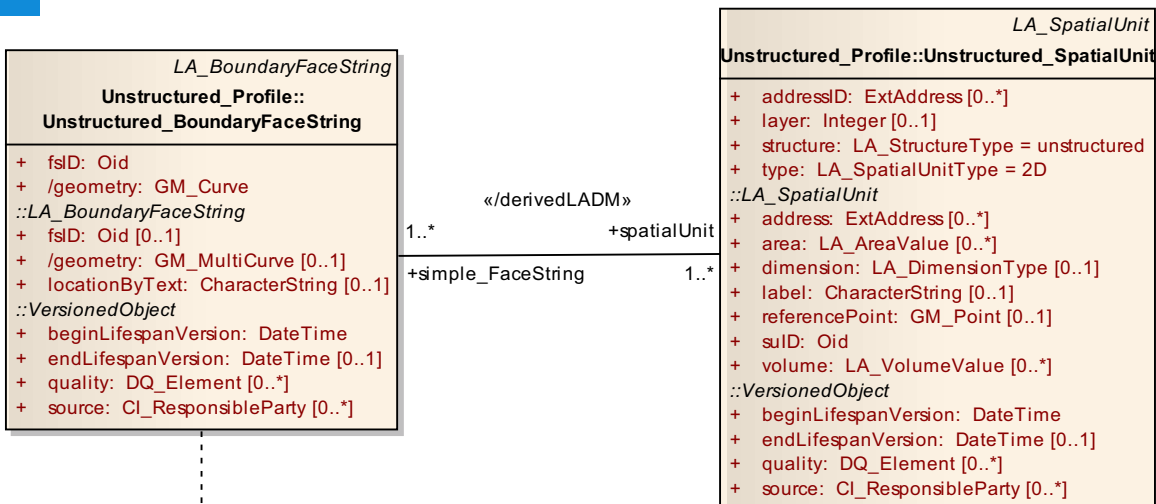 LA_BoundaryFaceString
Unstructured_Profile::
Unstructured_BoundaryFaceString
+ fsID: Oid
+ /geometry: GM_Curve
::LA_BoundaryFaceString
+ fsID: Oid [0..1]
+ /geometry: GM_MultiCurve [0..1]
+ locationByText: CharacterString [0..1]
::VersionedObject
+ beginLifespanVersion: DateTime
+ endLifespanVersion: DateTime [0..1]
+ quality: DQ_Element [0..*]
+ source: CI_ResponsibleParty [0..*]
«/derivedLADM»
1..* +spatialUnit
+simple_FaceString 1..*
LA_SpatialUnit
Unstructured_Profile::Unstructured_SpatialUnit
+ addressID: ExtAddress [0..*]
+ layer: Integer [0..1]
+ structure: LA_StructureType = unstructured
+ type: LA_SpatialUnitType = 2D
::LA_SpatialUnit
+ address: ExtAddress [0..*]
+ area: LA_AreaValue [0..*]
+ dimension: LA_DimensionType [0..1]
+ label: CharacterString [0..1]
+ referencePoint: GM_Point [0..1]
+ suID: Oid
+ volume: LA_VolumeValue [0..*]
::VersionedObject
+ beginLifespanVersion: DateTime
+ endLifespanVersion: DateTime [0..1]
+ quality: DQ_Element [0..*]
+ source: CI_ResponsibleParty [0..*]